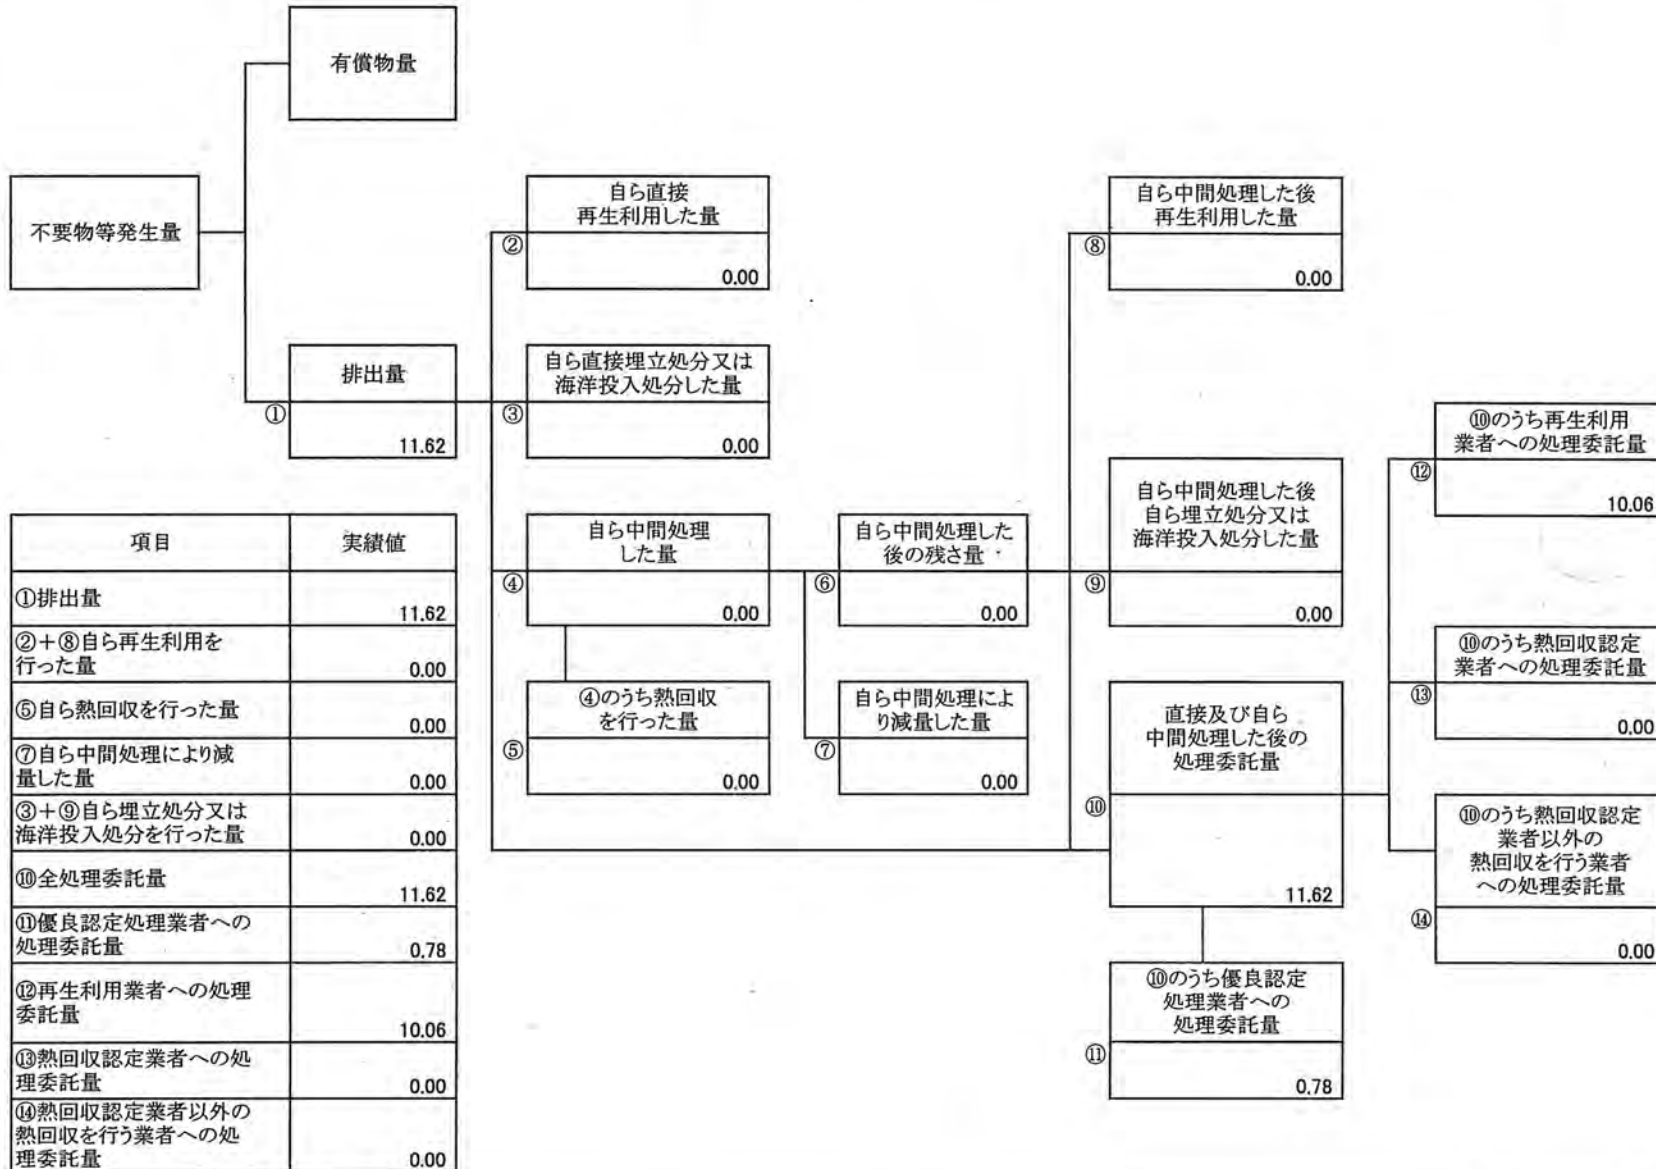 有償物量
不要物等発生量
自ら直接
再生利用した量
②
0.00
自ら中間処理した後
再生利用した量
⑧
0.00
排出量
①
11.62
自ら直接埋立処分又は
海洋投入処分した量
③
0.00
⑩のうち再生利用
業者への処理委託量
⑫
10.06
自ら中間処理
した量
④
0.00
自ら中間処理した
後の残さ量
⑥
0.00
自ら中間処理した後
自ら埋立処分又は
海洋投入処分した量
⑨
0.00
⑩のうち熱回収認定
業者への処理委託量
⑬
0.00
④のうち熱回収
を行った量
⑤
0.00
自ら中間処理によ
り減量した量
⑦
0.00
直接及び自ら
中間処理した後の
処理委託量
⑩
11.62
⑩のうち熱回収認定
業者以外の
熱回収を行う業者
への処理委託量
⑭
0.00
⑩のうち優良認定
処理業者への
処理委託量
⑪
0.78
項目 実績値
①排出量
11.62
②+⑧自ら再生利用を
行った量 0.00
⑤自ら熱回収を行った量
0.00
⑦自ら中間処理により減
量した量 0.00
③+⑨自ら埋立処分又は
海洋投入処分を行った量 0.00
⑩全処理委託量
11.62
⑪優良認定処理業者への
処理委託量 0.78
⑫再生利用業者への処理
委託量
10.06
⑬熱回収認定業者への処
理委託量 0.00
⑭熱回収認定業者以外の
熱回収を行う業者への処
理委託量 0.00